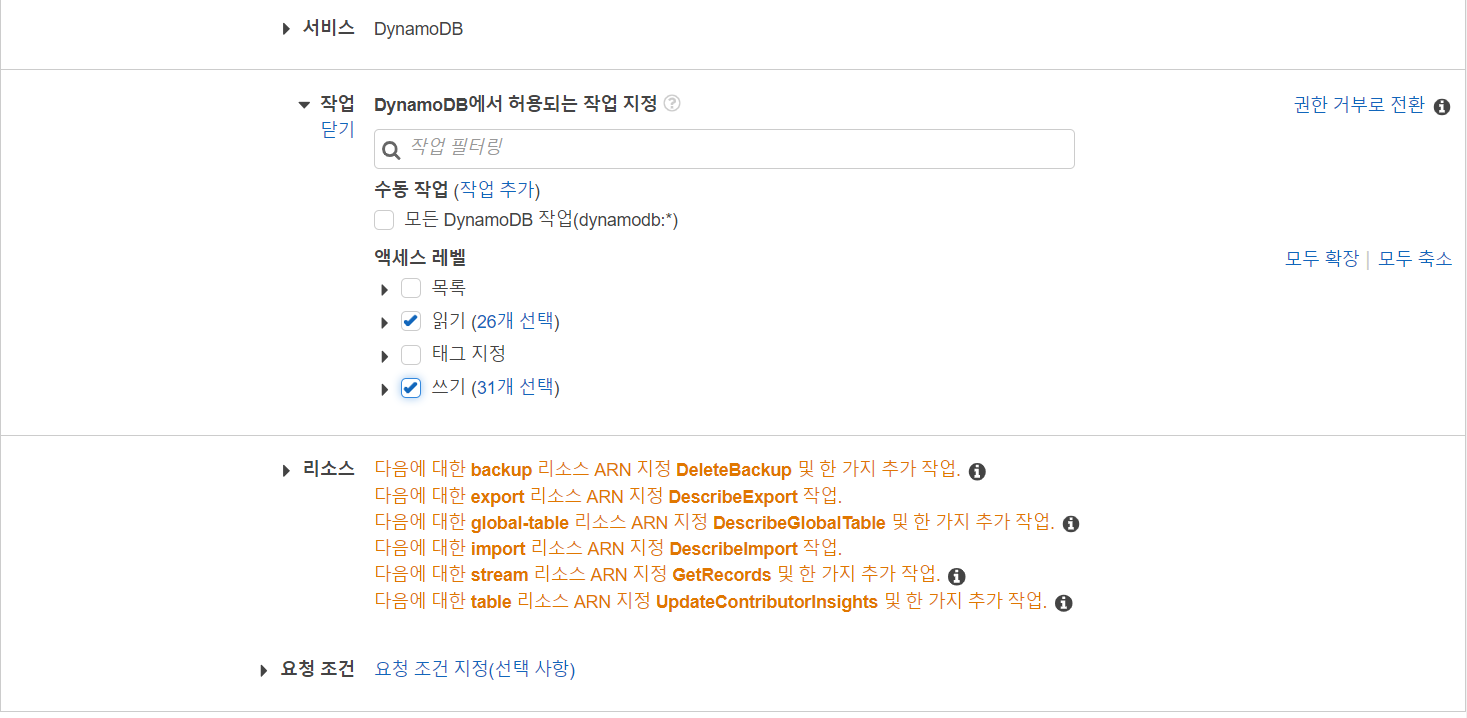 서비스 DynamoDB
작업 DynamoDB에서 허용되는 작업 지정 ? 권한 거부로 전환 i
닫기
작업 필터링
수동 작업 (작업 추가)
모든 DynamoDB 작업(dynamodb:*)
액세스 레벨 모두 확장 | 모두 축소
목록
읽기 (26개 선택)
태그 지정
쓰기 (31개 선택)
리소스 다음에 대한 backup 리소스 ARN 지정 DeleteBackup 및 한 가지 추가 작업. i
다음에 대한 export 리소스 ARN 지정 DescribeExport 작업.
다음에 대한 global-table 리소스 ARN 지정 DescribeGlobalTable 및 한 가지 추가 작업. i
다음에 대한 import 리소스 ARN 지정 DescribeImport 작업.
다음에 대한 stream 리소스 ARN 지정 GetRecords 및 한 가지 추가 작업. i
다음에 대한 table 리소스 ARN 지정 UpdateContributorInsights 및 한 가지 추가 작업. i
요청 조건 요청 조건 지정(선택 사항)